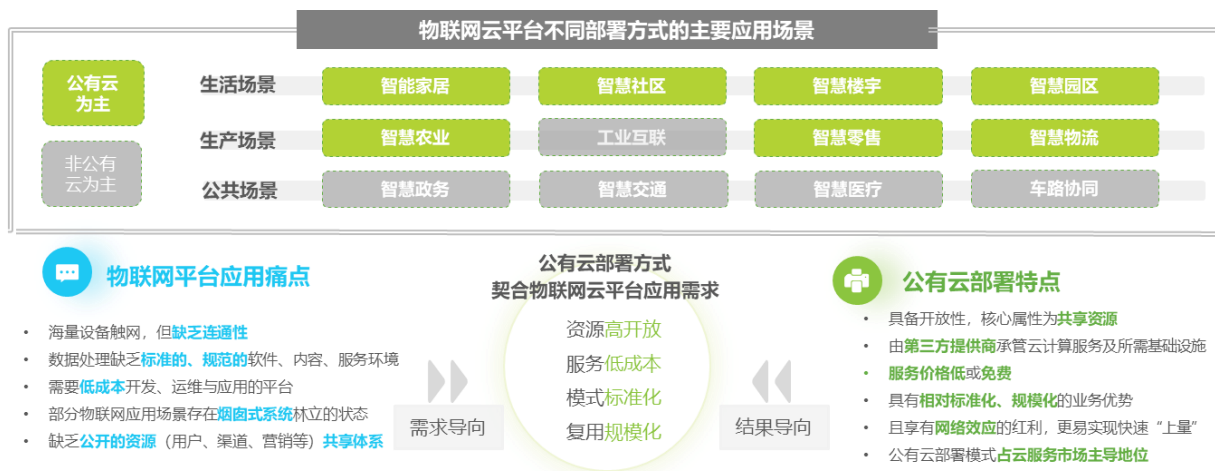 物联网云平台不同部署方式的主要应用场景
公有云
为主
非公有
云为主
生活场景 智能家居 智慧社区 智慧楼宇 智慧园区
生产场景 智慧农业 工业互联 智慧零售 智慧物流
公共场景 智慧政务 智慧交通 智慧医疗 车路协同
物联网平台应用痛点
• 海量设备触网，但缺乏连通性
• 数据处理缺乏标准的、规范的软件、内容、服务环境
• 需要低成本开发、运维与应用的平台
• 部分物联网应用场景存在烟囱式系统林立的状态
• 缺乏公开的资源（用户、渠道、营销等）共享体系
需求导向
公有云部署方式
契合物联网云平台应用需求
资源高开放
服务低成本
模式标准化
复用规模化
结果导向
公有云部署特点
• 具备开放性，核心属性为共享资源
• 由第三方提供商承管云计算服务及所需基础设施
• 服务价格低或免费
• 具有相对标准化、规模化的业务优势
• 且享有网络效应的红利，更易实现快速“上量”
• 公有云部署模式占云服务市场主导地位